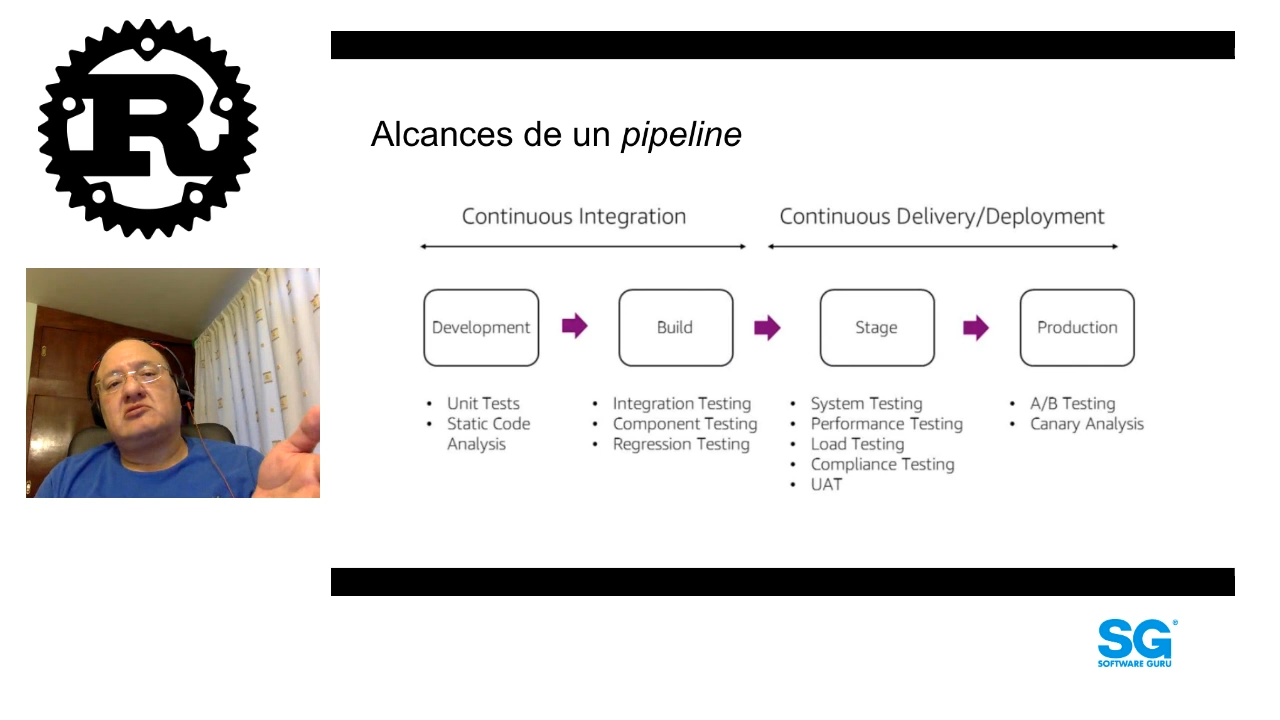 R
Alcances de un pipeline
Continuous Integration
Continuous Delivery/Deployment
Development
Build
Stage
Production
• Unit Tests
• Static Code
Analysis
• Integration Testing
• Component Testing
• Regression Testing
• System Testing
• Performance Testing
• Load Testing
• Compliance Testing
• UAT
• A/B Testing
• Canary Analysis
SG®
SOFTWARE GURU